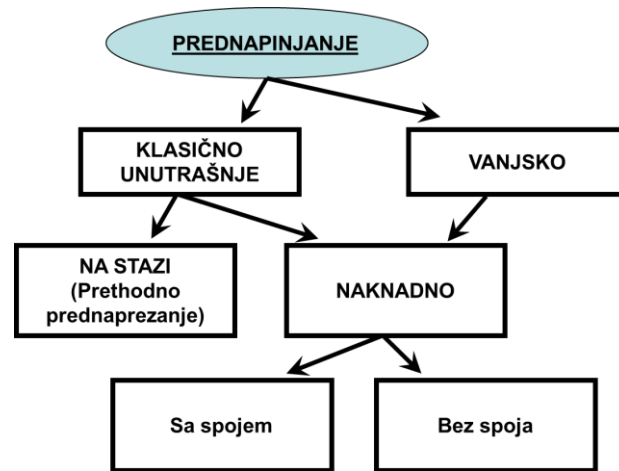 PREDNAPINJANJE
KLASIČNO
UNUTRAŠNJE
VANJSKO
NA STAZI
(Prethodno
prednaprezanje)
NAKNADNO
Sa spojem
Bez spoja